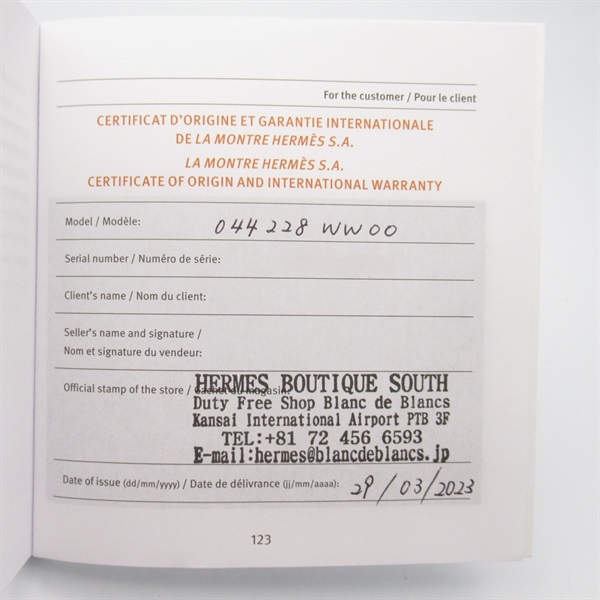 For the customer / Pour le client
CERTIFICAT D'ORIGINE ET GARANTIE INTERNATIONALE
DE LA MONTRE HERMÈS S.A.
LA MONTRE HERMÈS S.A.
CERTIFICATE OF ORIGIN AND INTERNATIONAL WARRANTY
Model / Modèle: 044228 WW00
Serial number / Numéro de série:
Client's name / Nom du client:
Seller's name and signature /
Nom et signature du vendeur:
Official stamp of the store / Cachet du magasin: HERMES BOUTIQUE SOUTH
Duty Free Shop Blanc de Blancs
Kansai International Airport PTB 3F
TEL:+81 72 456 6593
E-mail:hermes@blancdeblancs.jp
Date of issue (dd/mm/yyyy) / Date de délivrance (jj/mm/aaaa): 29/03/2023
123